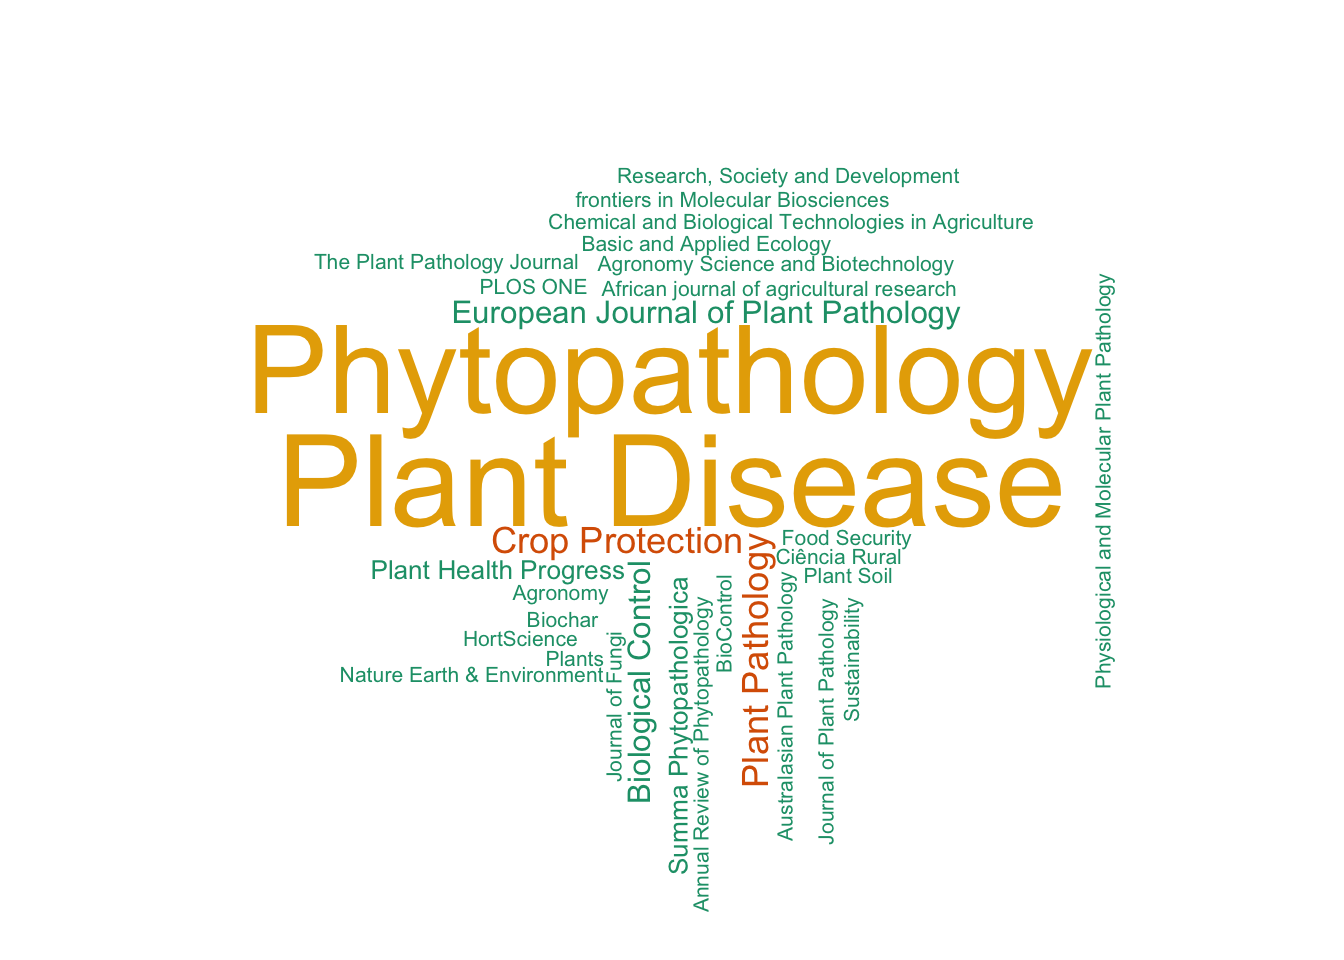 Research, Society and Development
frontiers in Molecular Biosciences
Chemical and Biological Technologies in Agriculture
Basic and Applied Ecology
The Plant Pathology Journal
Agronomy Science and Biotechnology
PLOS ONE
African journal of agricultural research
European Journal of Plant Pathology
Phytopathology
Plant Disease
Physiological and Molecular Plant Pathology
Crop Protection
Food Security
Ciência Rural
Plant Health Progress
Plant Soil
Agronomy
Biochar
HortScience
Plants
Nature Earth & Environment
Journal of Fungi
Biological Control
Summa Phytopathologica
Annual Review of Phytopathology
BioControl
Plant Pathology
Australasian Plant Pathology
Journal of Plant Pathology
Sustainability